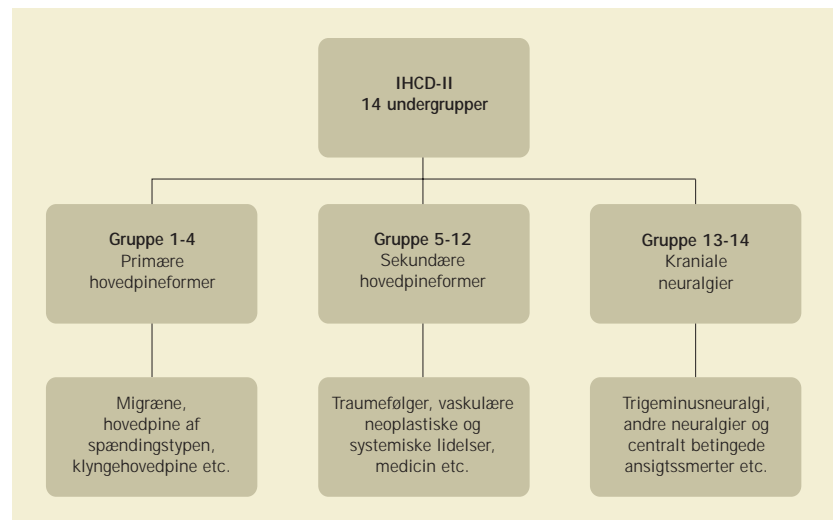 IHCD-II
14 undergrupper
Gruppe 1-4
Primære
hovedpineformer
Gruppe 5-12
Sekundære
hovedpineformer
Gruppe 13-14
Kraniale
neuralgier
Migræne,
hovedpine af
spændingstypen,
klyngehovedpine etc.
Traumefølger, vaskulære
neoplastiske og
systemiske lidelser,
medicin etc.
Trigeminusneuralgi,
andre neuralgier og
centralt betingede
ansigtssmerter etc.